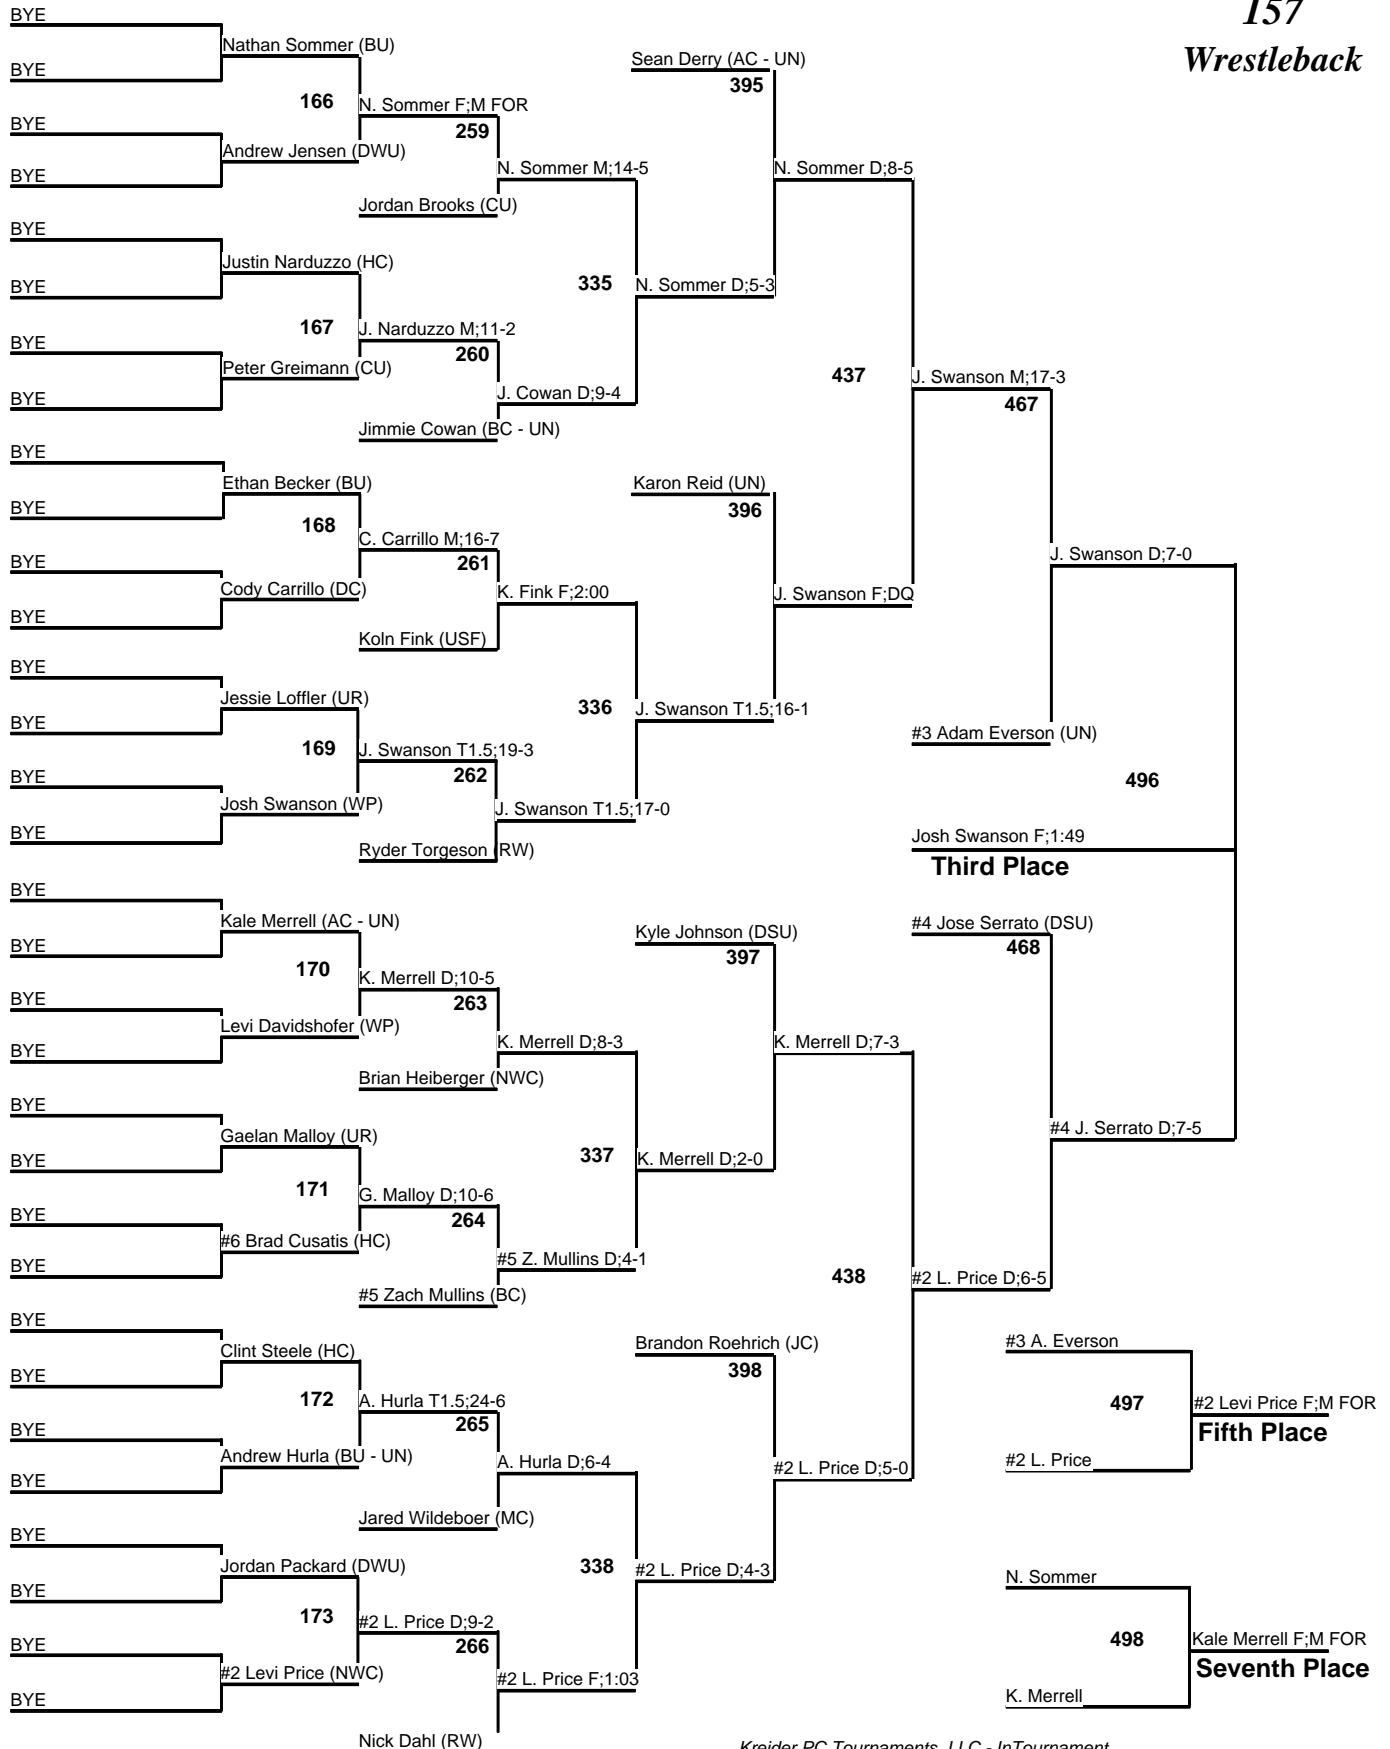 157
Wrestleback
BYE
Nathan Sommer (BU)
BYE
166
N. Sommer F;M FOR
259
BYE
Andrew Jensen (DWU)
BYE
N. Sommer M;14-5
Jordan Brooks (CU)
BYE
Justin Narduzzo (HC)
BYE
335
N. Sommer D;5-3
167
J. Narduzzo M;11-2
260
BYE
Peter Greimann (CU)
BYE
J. Cowan D;9-4
Jimmie Cowan (BC - UN)
Sean Derry (AC - UN)
395
N. Sommer D;8-5
437
J. Swanson M;17-3
467
BYE
Ethan Becker (BU)
BYE
168
C. Carrillo M;16-7
261
BYE
Cody Carrillo (DC)
BYE
K. Fink F;2:00
Koln Fink (USF)
Karon Reid (UN)
396
J. Swanson F;DQ
J. Swanson D;7-0
BYE
Jessie Loffler (UR)
BYE
336
J. Swanson T1.5;16-1
169
J. Swanson T1.5;19-3
262
BYE
Josh Swanson (WP)
BYE
J. Swanson T1.5;17-0
Ryder Torgeson (RW)
#3 Adam Everson (UN)
496
Josh Swanson F;1:49
Third Place
BYE
Kale Merrell (AC - UN)
BYE
170
K. Merrell D;10-5
263
BYE
Levi Davidshofer (WP)
BYE
K. Merrell D;8-3
Brian Heiberger (NWC)
Kyle Johnson (DSU)
397
K. Merrell D;7-3
#4 Jose Serrato (DSU)
468
#4 J. Serrato D;7-5
BYE
Gaelan Malloy (UR)
BYE
337
K. Merrell D;2-0
171
G. Malloy D;10-6
264
BYE
#6 Brad Cusatis (HC)
BYE
#5 Z. Mullins D;4-1
#5 Zach Mullins (BC)
438
#2 L. Price D;6-5
BYE
Clint Steele (HC)
BYE
172
A. Hurla T1.5;24-6
265
BYE
Andrew Hurla (BU - UN)
BYE
A. Hurla D;6-4
Jared Wildeboer (MC)
Brandon Roehrich (JC)
398
#2 L. Price D;5-0
#3 A. Everson
497
#2 Levi Price F;M FOR
Fifth Place
#2 L. Price
BYE
Jordan Packard (DWU)
BYE
338
#2 L. Price D;4-3
173
#2 L. Price D;9-2
266
BYE
#2 Levi Price (NWC)
BYE
#2 L. Price F;1:03
Nick Dahl (RW)
N. Sommer
498
Kale Merrell F;M FOR
Seventh Place
K. Merrell
Kreider PC Tournaments, LLC - InTournament